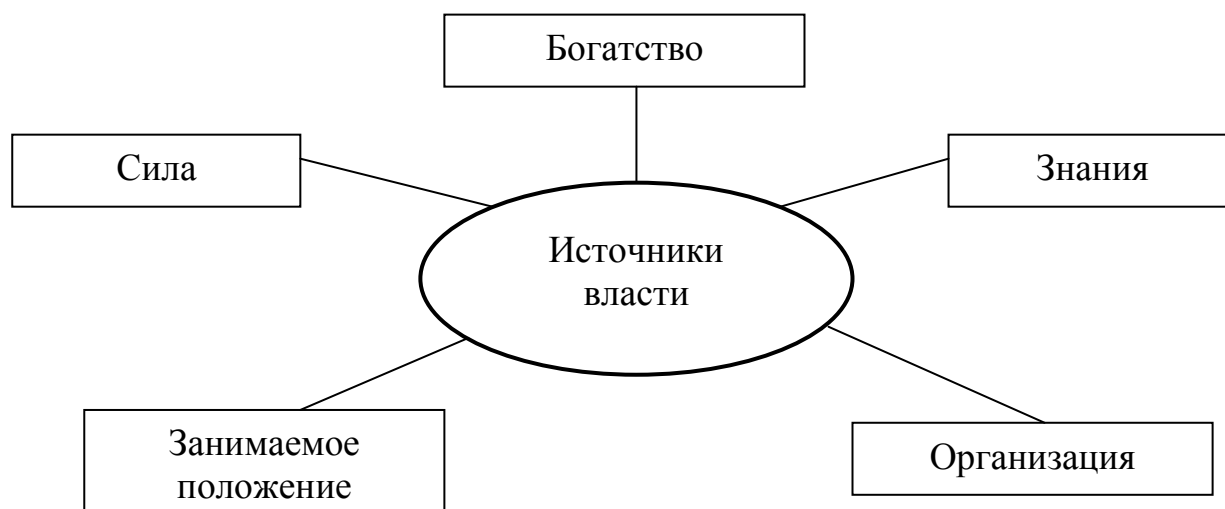 Богатство
Сила
Знания
Источники
власти
Занимаемое
положение
Организация